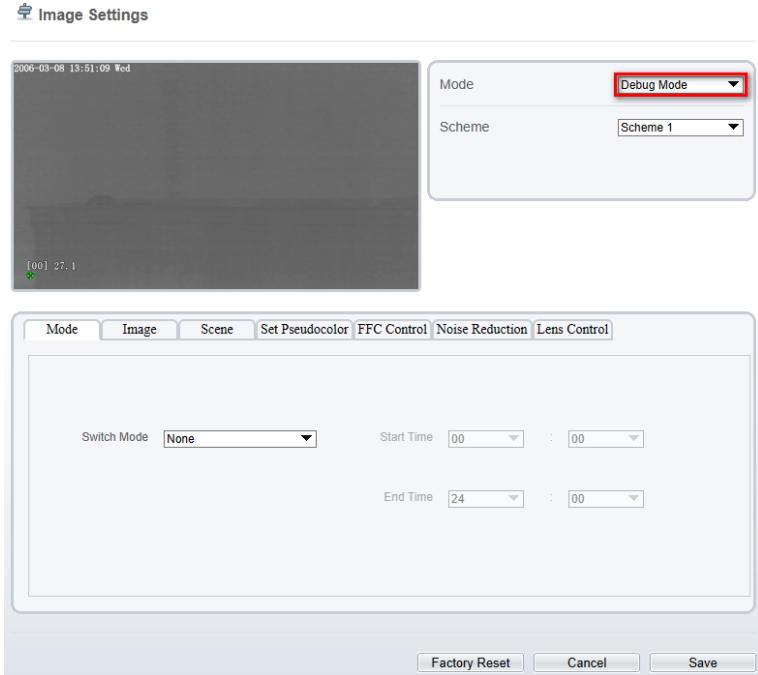 Image Settings
2006-03-08 13:51:09 Wed
[00] 27.1
Mode Debug Mode
Scheme Scheme 1
Mode Image Scene Set Pseudocolor FFC Control Noise Reduction Lens Control
Switch Mode None Start Time 00 : 00
End Time 24 : 00
Factory Reset Cancel Save